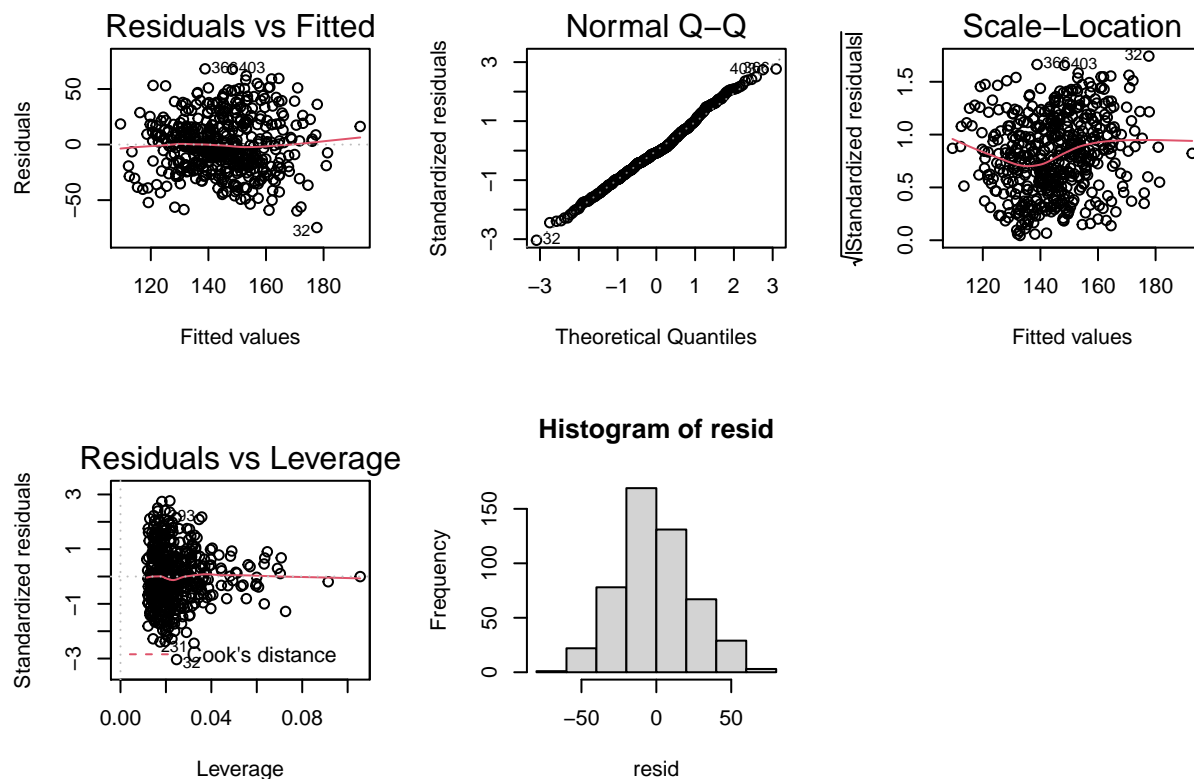 Residuals vs Fitted
Residuals
366403
32
50
0
−50
120 140 160 180
Fitted values
Normal Q−Q
Standardized residuals
403366
32
3
1
−1
−3
−3 −1 0 1 2 3
Theoretical Quantiles
Scale−Location
√|Standardized residuals|
366403
32
1.5
1.0
0.5
0.0
120 140 160 180
Fitted values
Residuals vs Leverage
Standardized residuals
93
231
32
Cook's distance
3
1
−1
−3
0.00 0.04 0.08
Leverage
Histogram of resid
Frequency
150
100
50
0
−50 0 50
resid